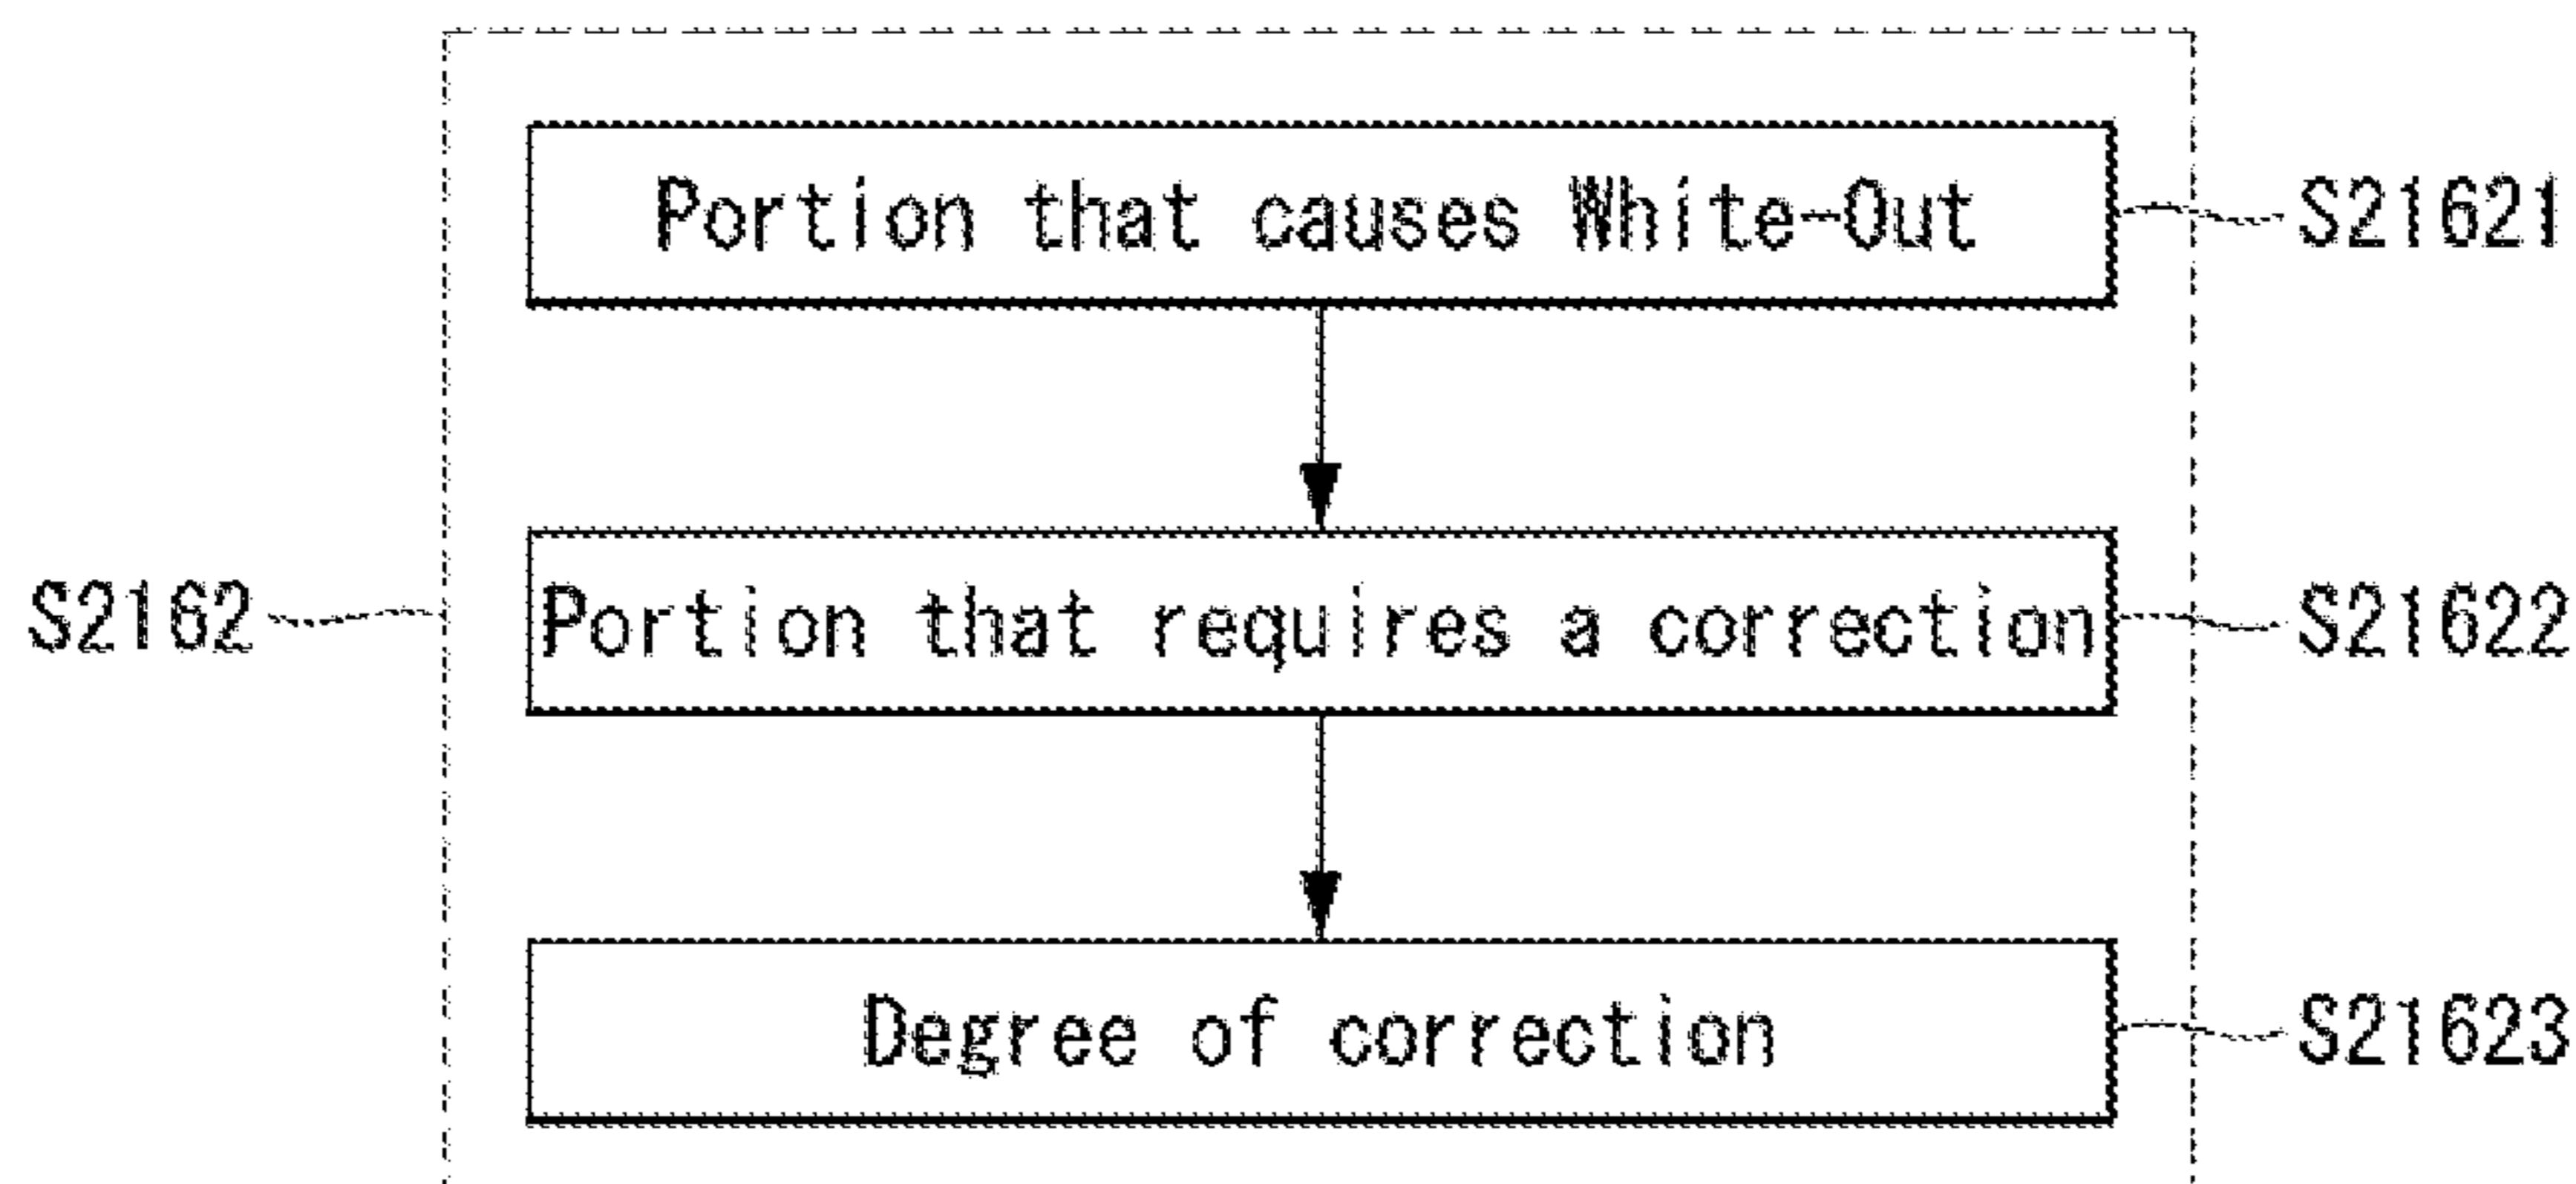 Portion that causes White-Out
S21621
S2162
Portion that requires a correction
S21622
Degree of correction
S21623